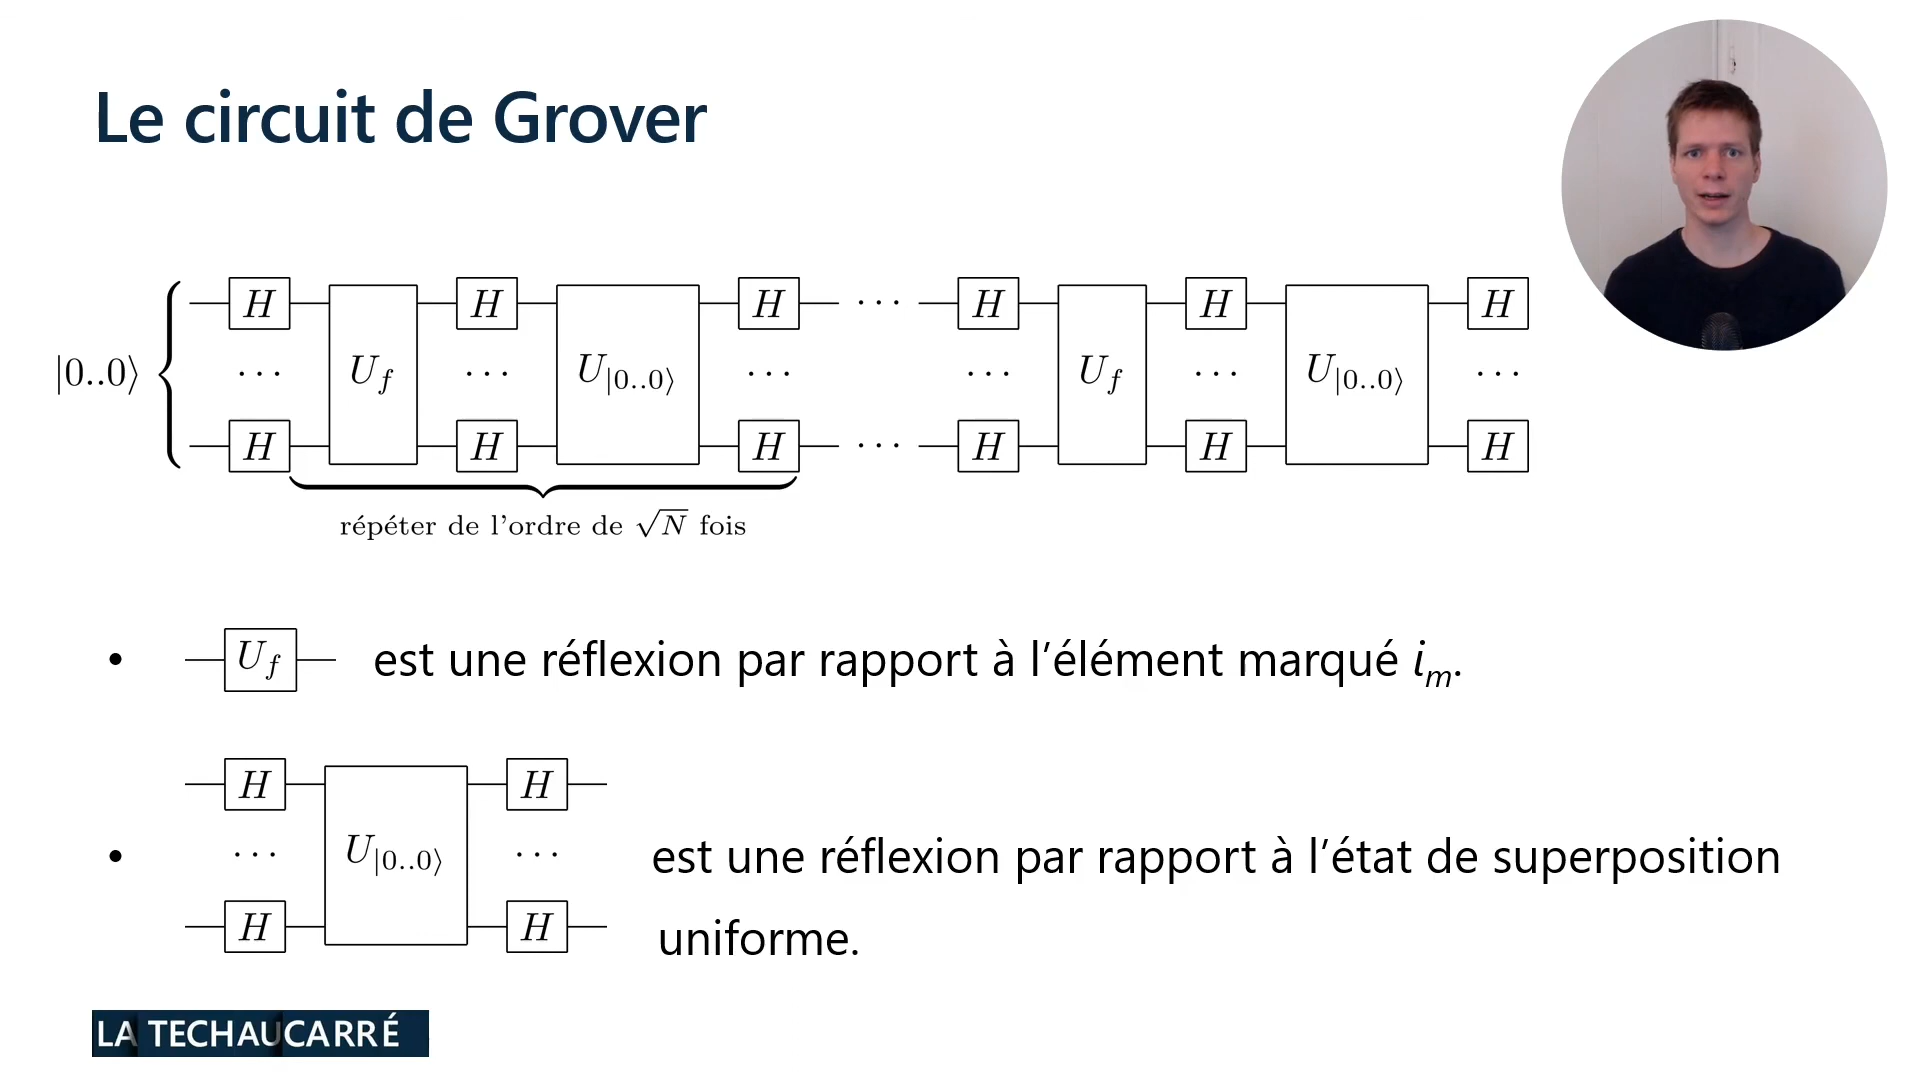 Le circuit de Grover
H H H ··· H H H
|0..0⟩ ··· U_f ··· U_{|0..0⟩} ··· ··· U_f ··· U_{|0..0⟩} ···
H H H ··· H H H
répéter de l'ordre de √N fois
• U_f est une réflexion par rapport à l'élément marqué i_m.
H H
• ··· U_{|0..0⟩} ··· est une réflexion par rapport à l'état de superposition
H H uniforme.
LA TECHAUCARRÉ